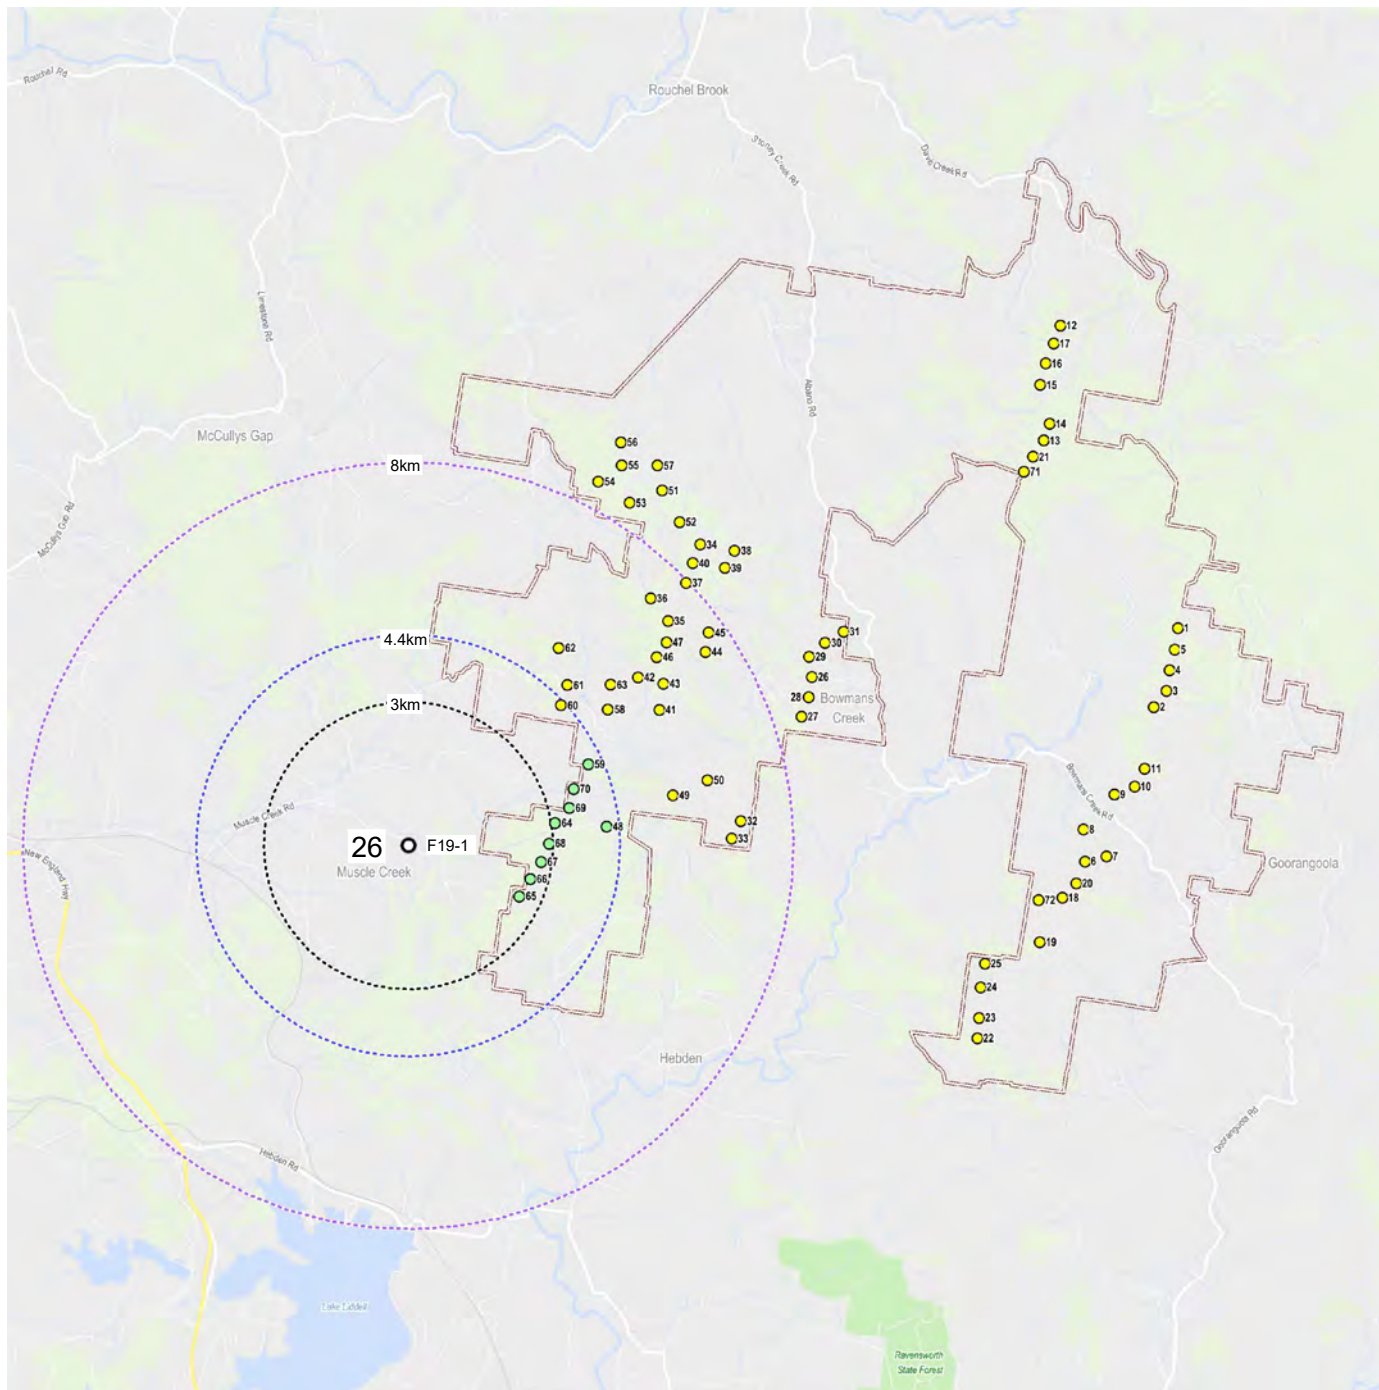 Rouchel Rd
Rouchel Brook
Stoney Creek Rd
Davis Creek Rd
Limestone Rd
12
17
16
15
Albano Rd
14
13
21
71
McCullys Gap
56
55
57
8km
54
51
53
McCullys Gap Rd
52
34
38
40
39
37
36
35
45
31
1
4.4km
47
30
5
62
44
29
46
4
42
26
61
63
43
3
28
Bowmans
Creek
3km
60
58
41
2
27
59
11
Bowmans Creek Rd
50
70
10
49
9
69
Muscle Creek Rd
64
48
32
8
33
26
F19-1
68
7
New England Hwy
67
6
Goorangoola
Muscle Creek
66
20
65
72
18
19
25
24
23
22
Hebden
Goorangoola Rd
Hebden Rd
Lake Liddell
Ravensworth
State Forest